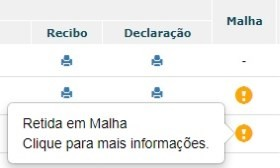 Malha
Recibo Declaração
-
Retida em Malha
Clique para mais informações.